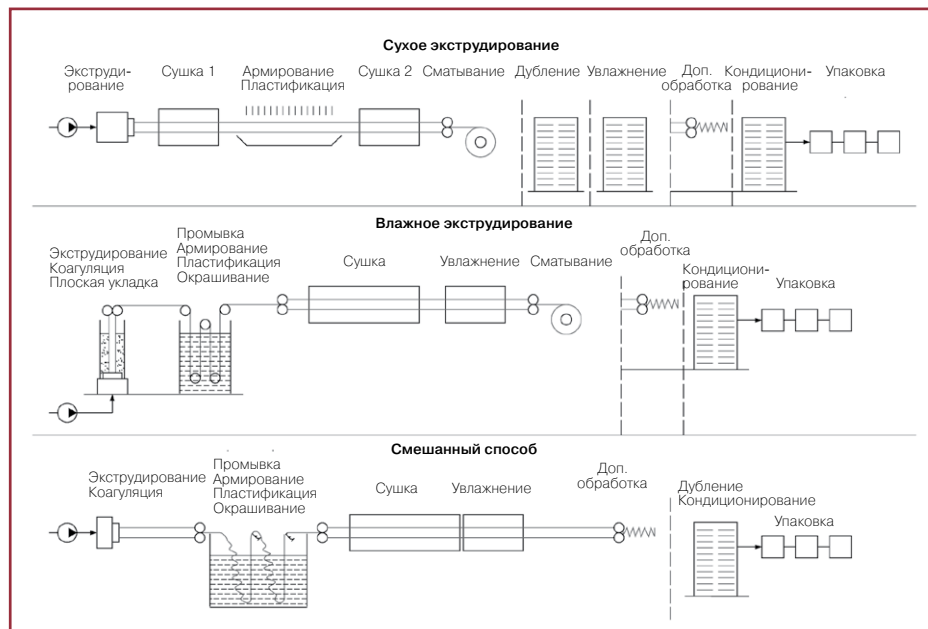 Сухое экструдирование
Экструди-
рование
Сушка 1
Армирование
Пластификация
Сушка 2
Сматывание
Дубление
Увлажнение
Доп.
обработка
Кондициони-
рование
Упаковка
Влажное экструдирование
Экструдирование
Коагуляция
Плоская укладка
Промывка
Армирование
Пластификация
Окрашивание
Сушка
Увлажнение
Сматывание
Доп.
обработка
Кондициони-
рование
Упаковка
Смешанный способ
Экструдирование
Коагуляция
Промывка
Армирование
Пластификация
Окрашивание
Сушка
Увлажнение
Доп.
обработка
Дубление
Кондиционирование
Упаковка